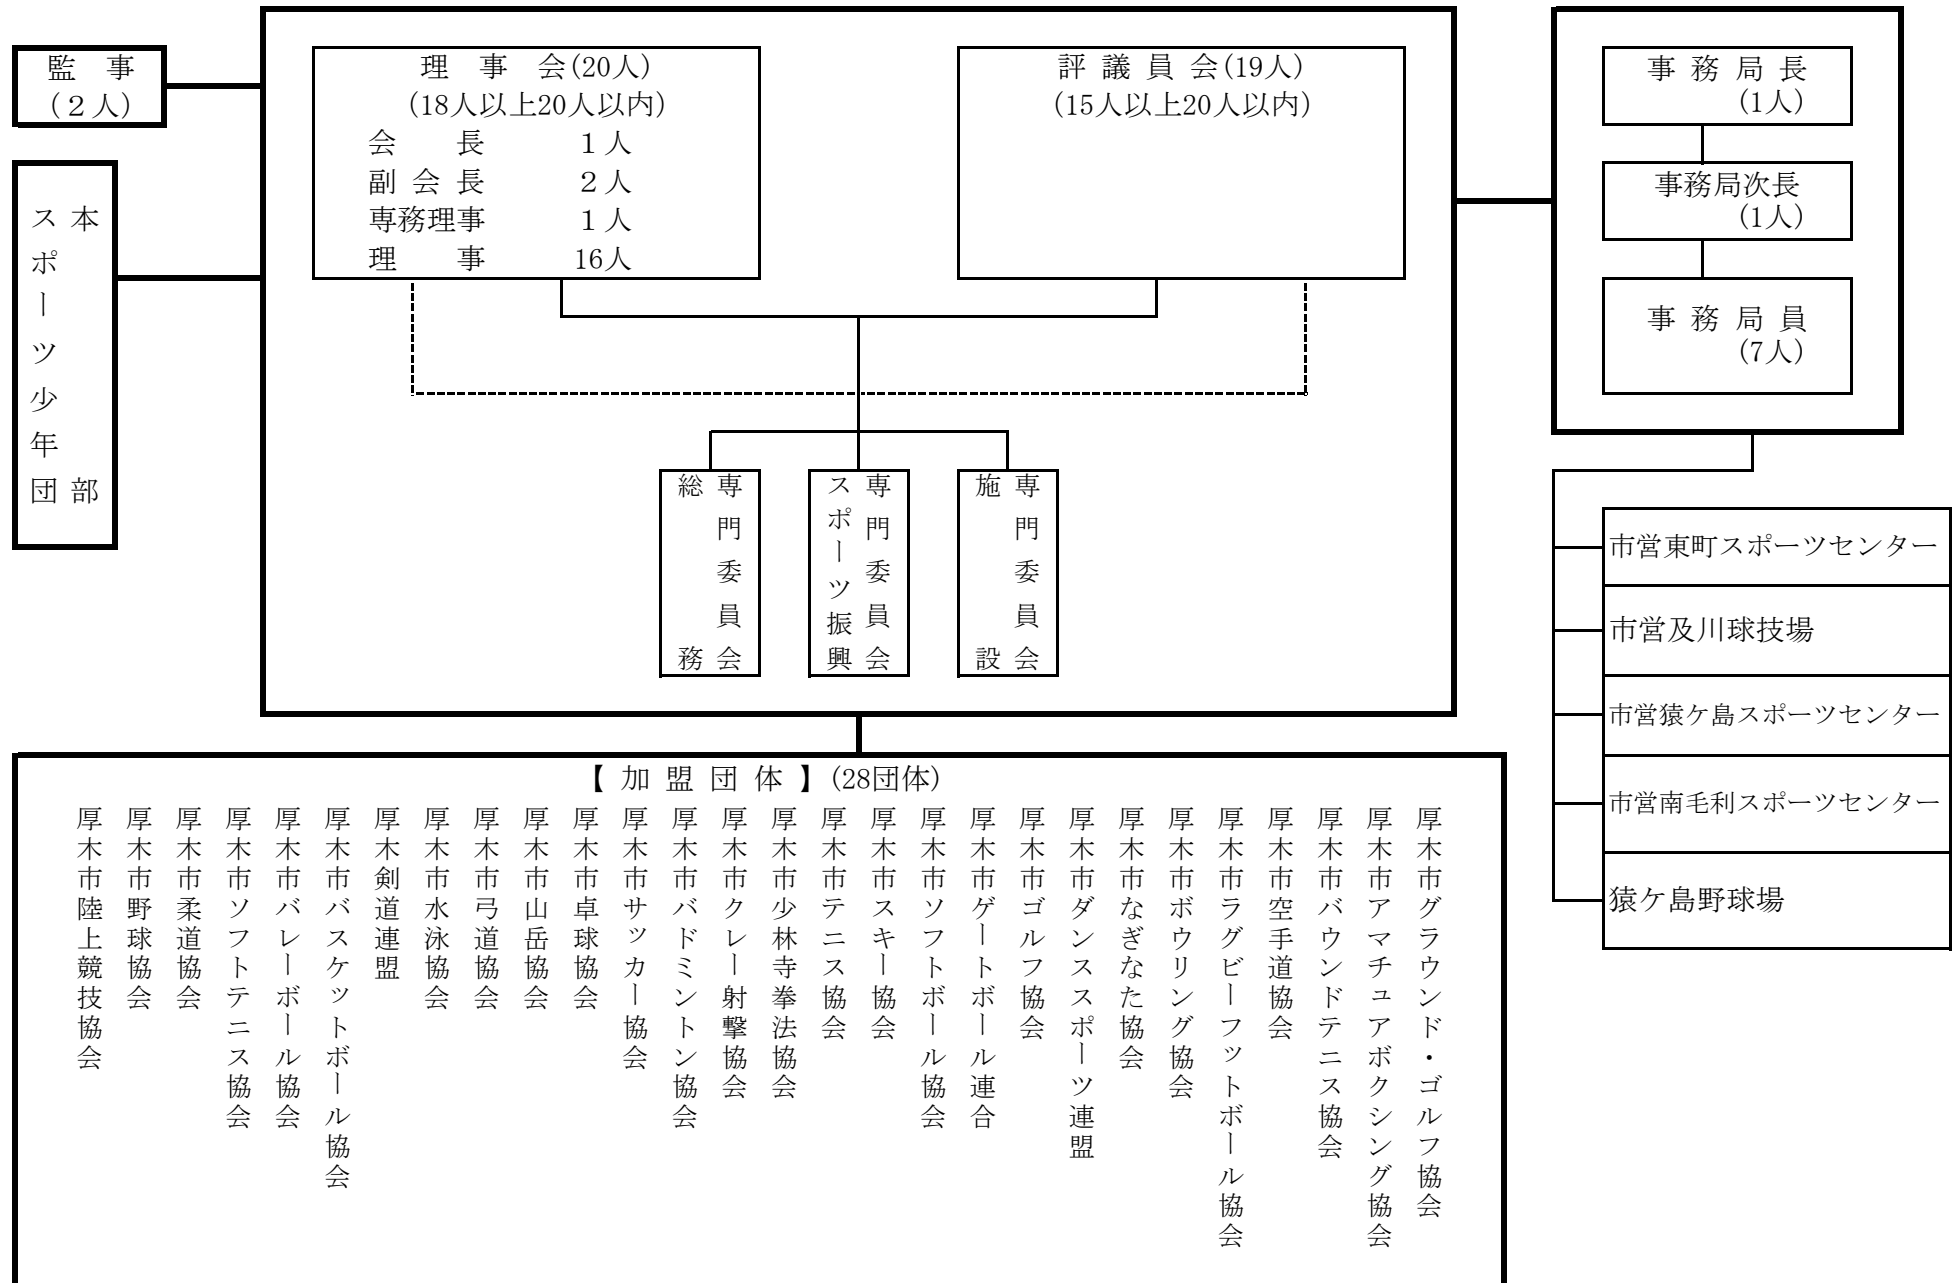 監　事
(２人)
スポーツ少年団
本部
理　事　会(20人)
(18人以上20人以内)
会　　長　　　１人
副 会 長　　　２人
専務理事　　　１人
理　　事　　　16人
評 議 員 会(19人)
(15人以上20人以内)
総務
専門委員会
スポーツ振興
専門委員会
施設
専門委員会
事 務 局 長
(1人)
事務局次長
(1人)
事 務 局 員
(7人)
市営東町スポーツセンター
市営及川球技場
市営猿ケ島スポーツセンター
市営南毛利スポーツセンター
猿ケ島野球場
【 加 盟 団 体 】(28団体)
厚木市陸上競技協会
厚木市野球協会
厚木市柔道協会
厚木市ソフトテニス協会
厚木市バレーボール協会
厚木市バスケットボール協会
厚木市剣道連盟
厚木市水泳協会
厚木市弓道協会
厚木市山岳協会
厚木市卓球協会
厚木市サッカー協会
厚木市バドミントン協会
厚木市クレー射撃協会
厚木市少林寺拳法協会
厚木市テニス協会
厚木市スキー協会
厚木市ソフトボール協会
厚木市ゲートボール連合
厚木市ゴルフ協会
厚木市ダンススポーツ連盟
厚木市なぎなた協会
厚木市ボウリング協会
厚木市ラグビーフットボール協会
厚木市空手道協会
厚木市バウンドテニス協会
厚木市アマチュアボクシング協会
厚木市グラウンド・ゴルフ協会